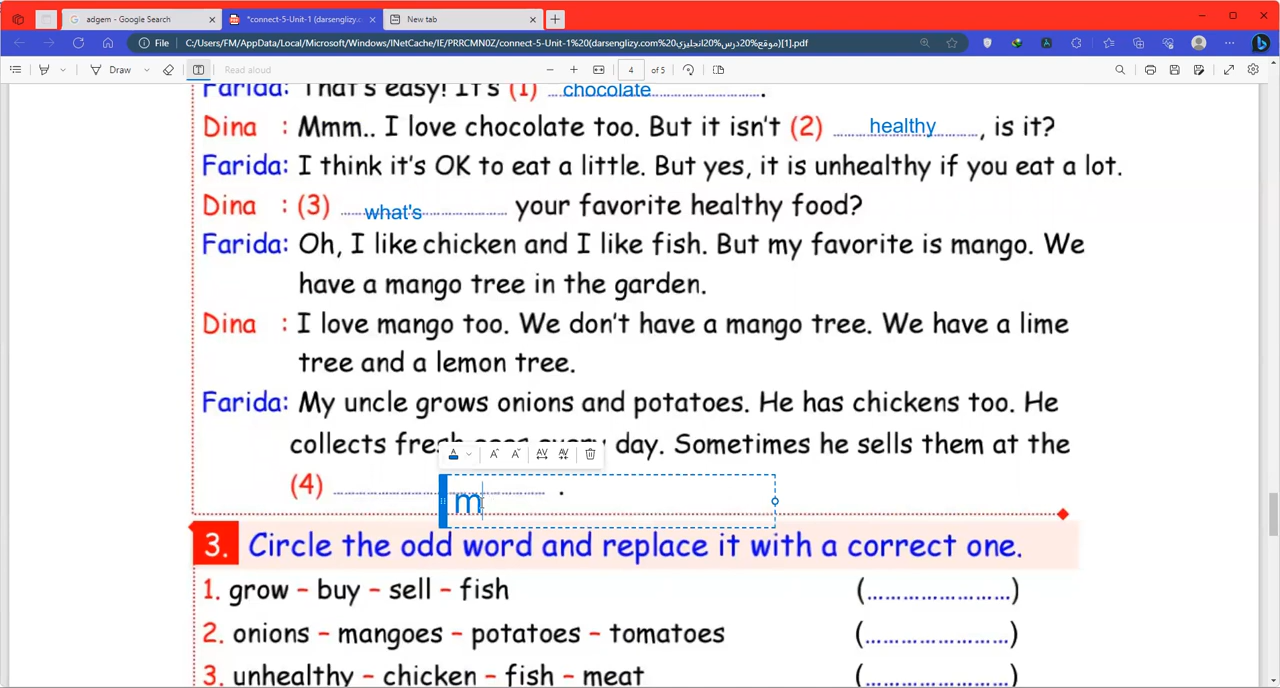 adgem - Google Search
*connect-5-Unit-1 (darsenglizy.com
New tab
File
C:/Users/FM/AppData/Local/Microsoft/Windows/INetCache/IE/PRRCMN0Z/connect-5-Unit-1%20(darsenglizy.com%20موقع%20درس%20انجليزي)[1].pdf
Draw
Read aloud
4 of 5
Farida: That's easy! It's (1) chocolate.
Dina : Mmm.. I love chocolate too. But it isn't (2) healthy, is it?
Farida: I think it's OK to eat a little. But yes, it is unhealthy if you eat a lot.
Dina : (3) what's your favorite healthy food?
Farida: Oh, I like chicken and I like fish. But my favorite is mango. We
have a mango tree in the garden.
Dina : I love mango too. We don't have a mango tree. We have a lime
tree and a lemon tree.
Farida: My uncle grows onions and potatoes. He has chickens too. He
collects fresh eggs every day. Sometimes he sells them at the
(4) m .
3. Circle the odd word and replace it with a correct one.
1. grow – buy – sell – fish (........................)
2. onions – mangoes – potatoes – tomatoes (........................)
3. unhealthy – chicken – fish – meat (........................)